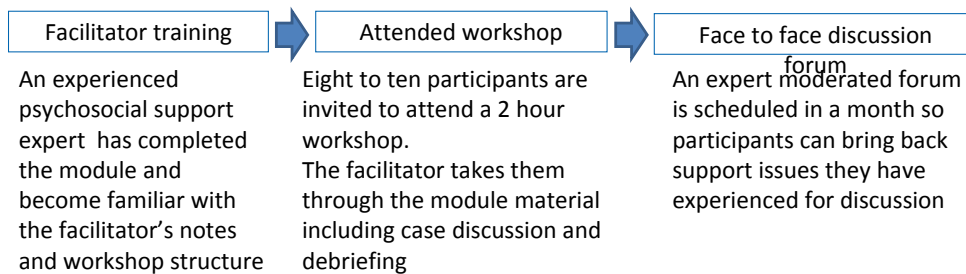 Facilitator training
An experienced
psychosocial support
expert has completed
the module and
become familiar with
the facilitator's notes
and workshop structure
Attended workshop
Eight to ten participants are
invited to attend a 2 hour
workshop.
The facilitator takes them
through the module material
including case discussion and
debriefing
Face to face discussion
forum
An expert moderated forum
is scheduled in a month so
participants can bring back
support issues they have
experienced for discussion